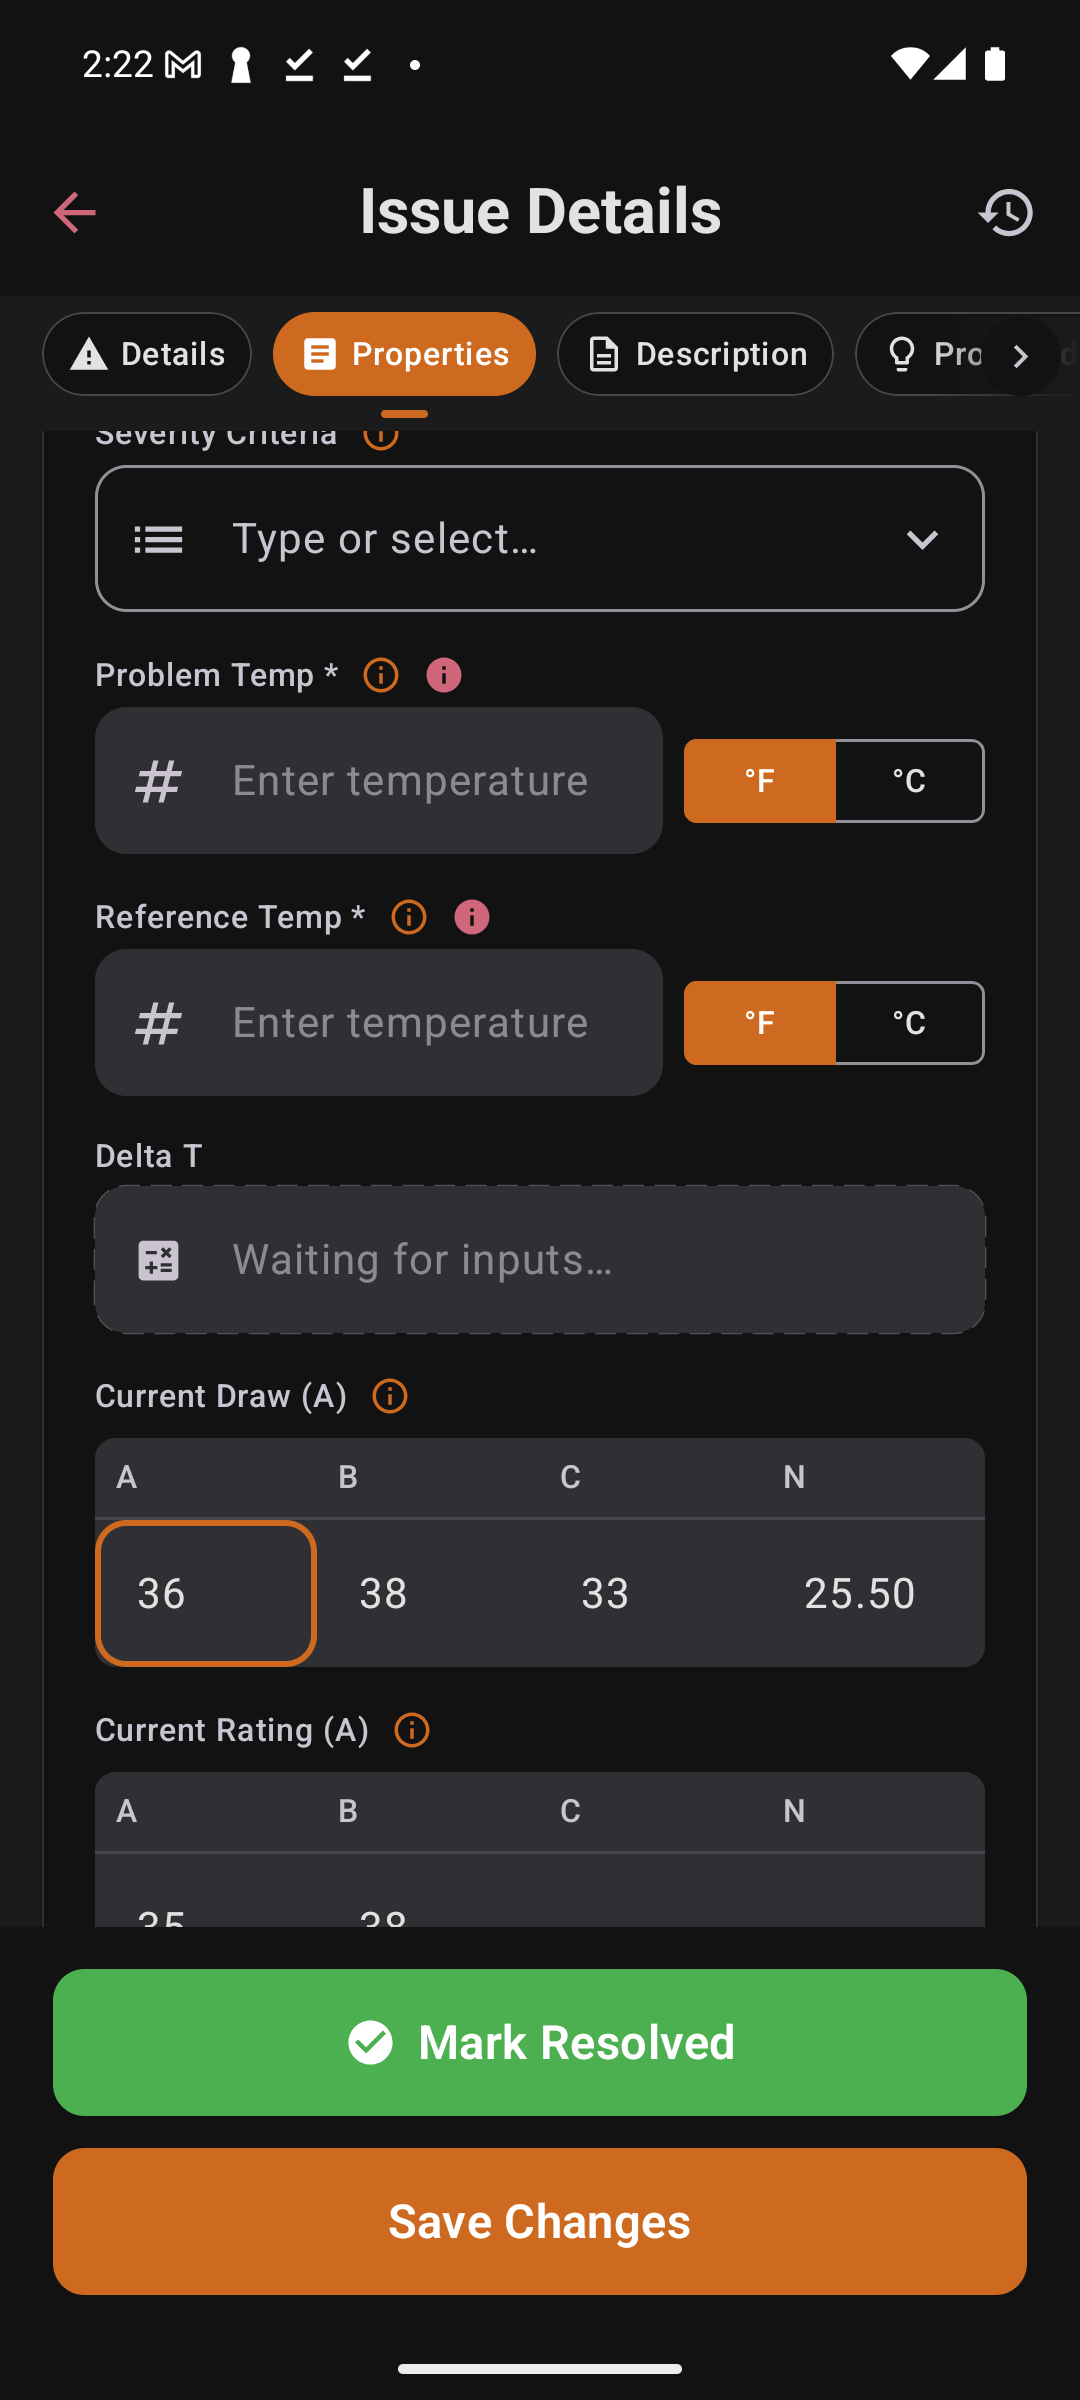 2:22
Issue Details
Details
Properties
Description
Pro
Severity Criteria
Type or select...
Problem Temp *
Enter temperature
°F
°C
Reference Temp *
Enter temperature
°F
°C
Delta T
Waiting for inputs...
Current Draw (A)
A B C N
36 38 33 25.50
Current Rating (A)
A B C N
35 38
Mark Resolved
Save Changes